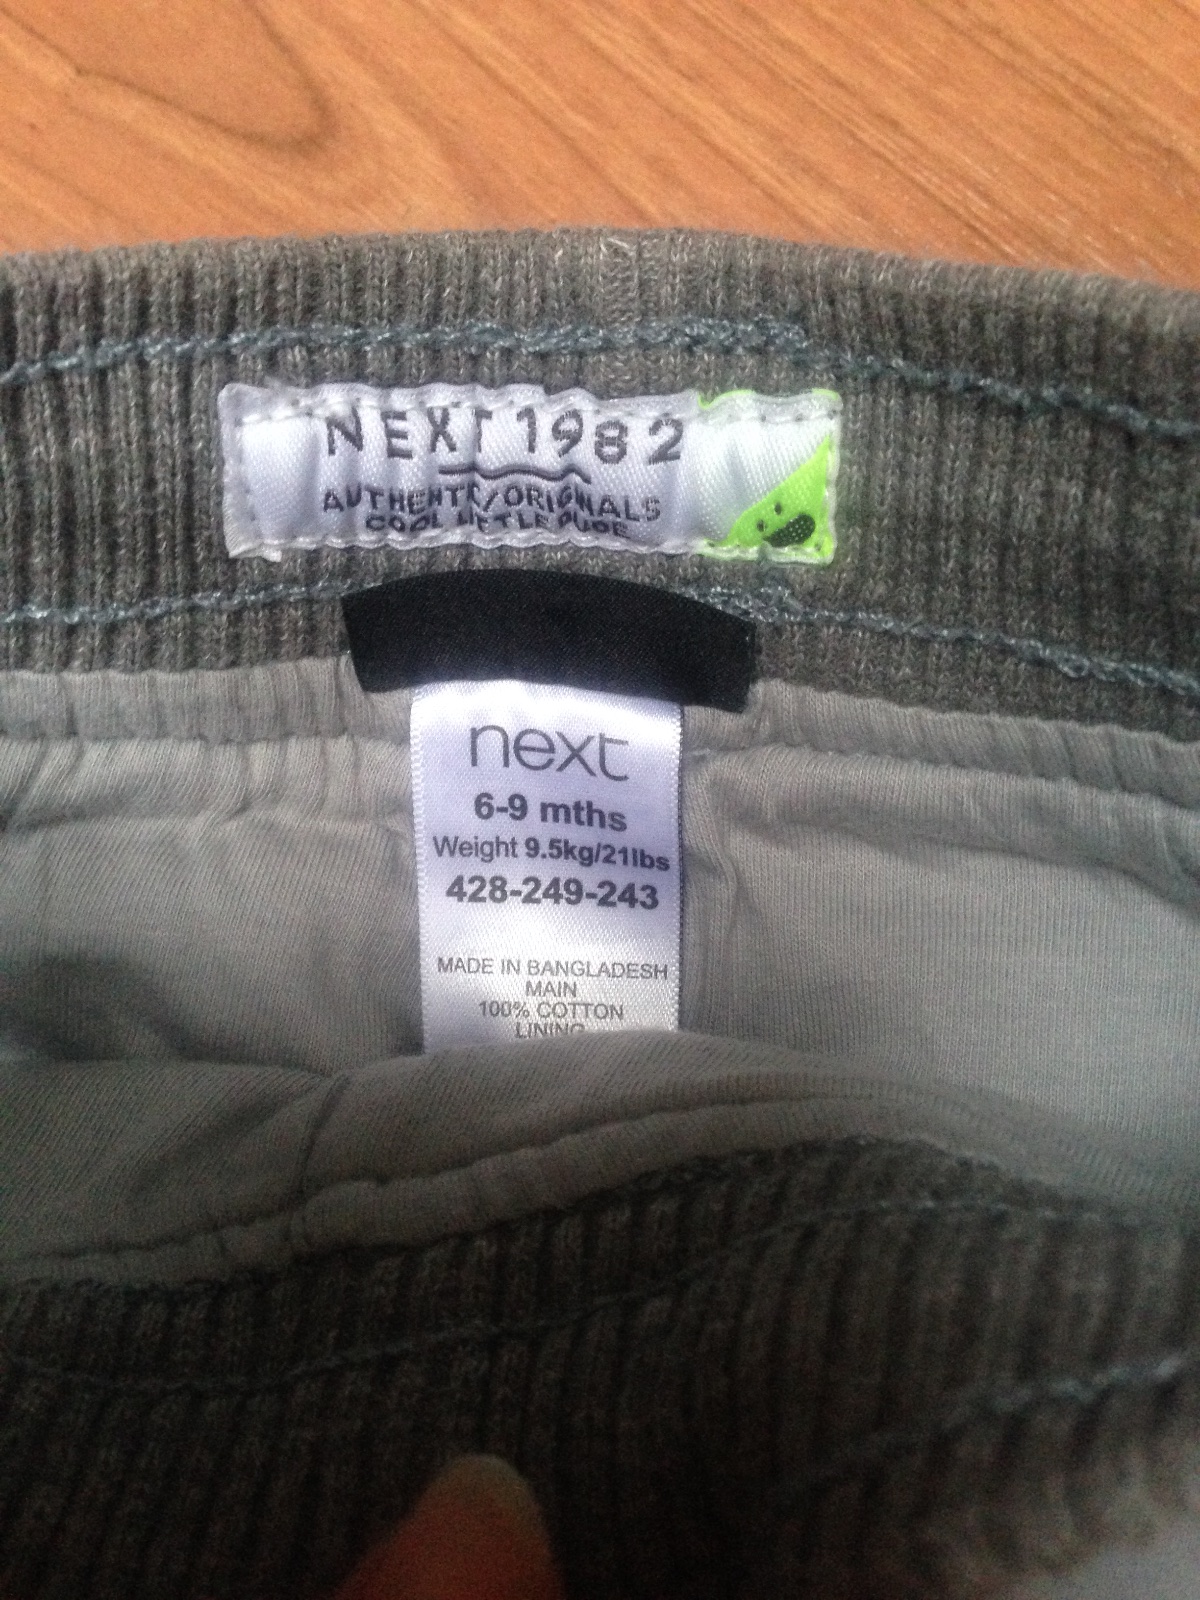 NEXT 1982
AUTHENTIC/ORIGINALS
COOL LITTLE DUDE
next
6-9 mths
Weight 9.5kg/21lbs
428-249-243
MADE IN BANGLADESH
MAIN
100% COTTON
LINING